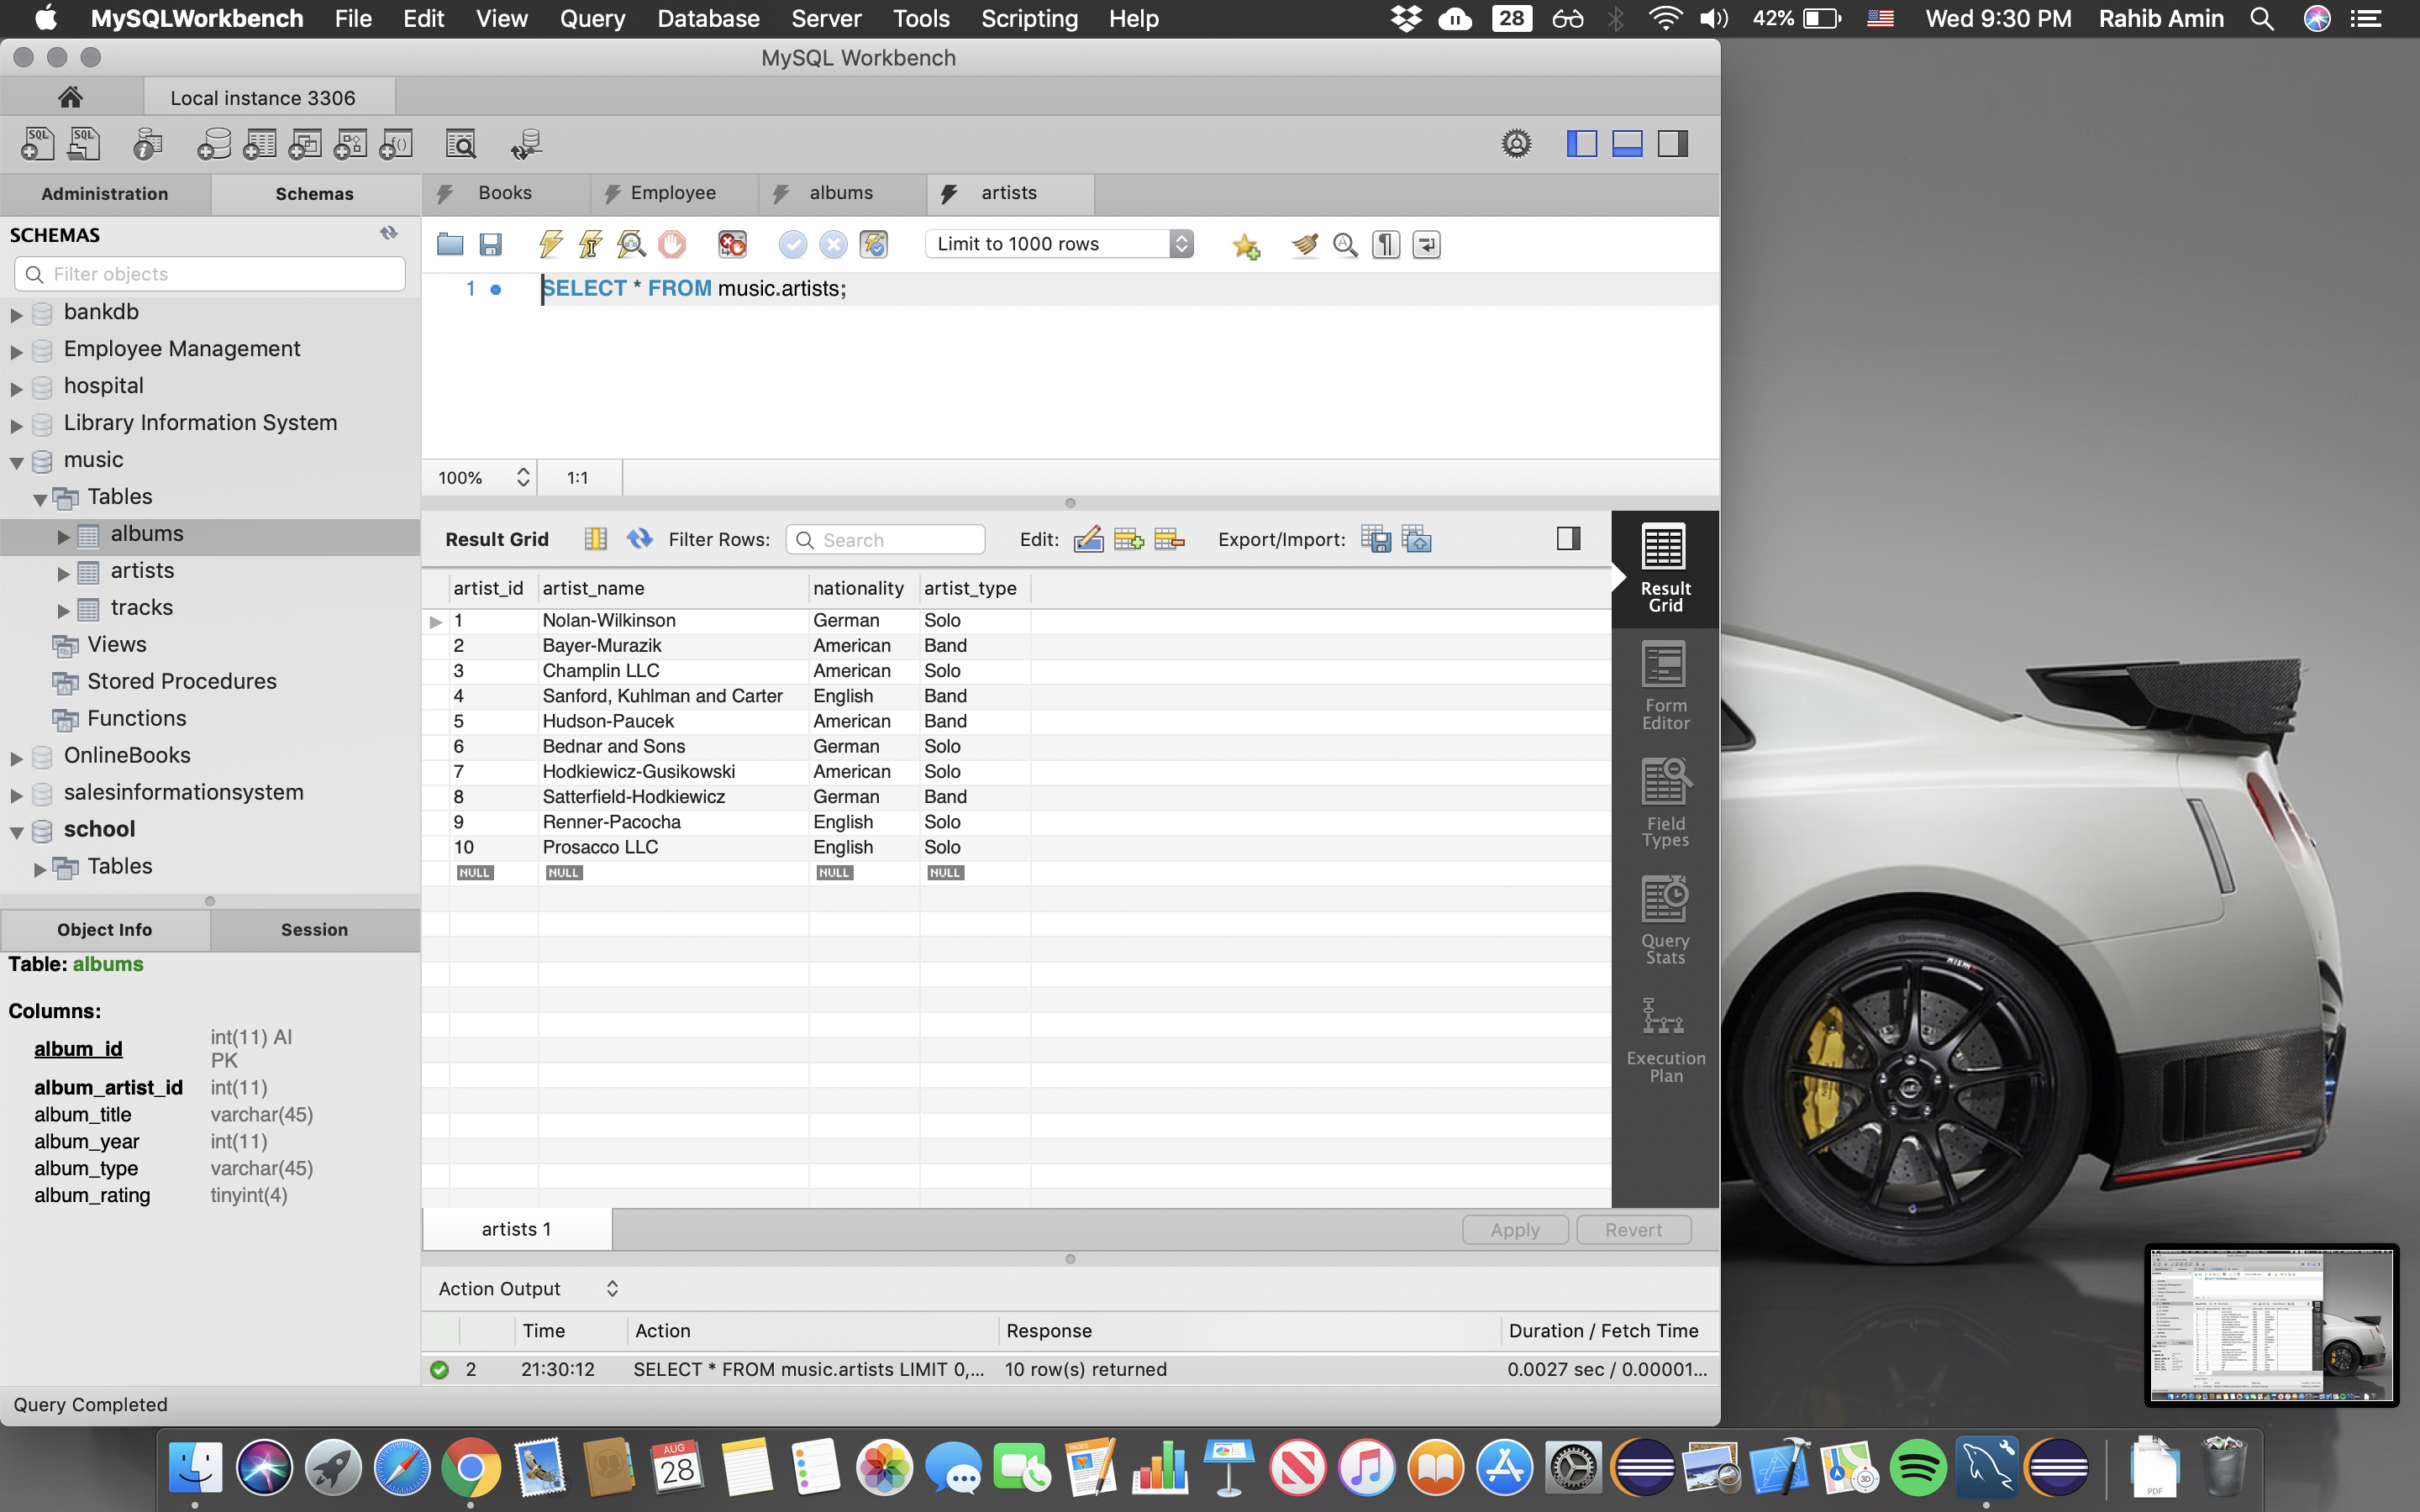 MySQLWorkbench File Edit View Query Database Server Tools Scripting Help 28 42% Wed 9:30 PM Rahib Amin
MySQL Workbench
Local instance 3306
SQL SQL
Administration Schemas Books Employee albums artists
SCHEMAS
Filter objects
Limit to 1000 rows
1 SELECT * FROM music.artists;
bankdb
Employee Management
hospital
Library Information System
music
Tables
albums
artists
tracks
Views
Stored Procedures
Functions
OnlineBooks
salesinformationsystem
school
Tables
100% 1:1
Result Grid Filter Rows: Search Edit: Export/Import:
artist_id artist_name nationality artist_type
1 Nolan-Wilkinson German Solo
2 Bayer-Murazik American Band
3 Champlin LLC American Solo
4 Sanford, Kuhlman and Carter English Band
5 Hudson-Paucek American Band
6 Bednar and Sons German Solo
7 Hodkiewicz-Gusikowski American Solo
8 Satterfield-Hodkiewicz German Band
9 Renner-Pacocha English Solo
10 Prosacco LLC English Solo
NULL NULL NULL NULL
Result
Grid
Form
Editor
Field
Types
Query
Stats
Execution
Plan
Object Info Session
Table: albums
Columns:
album_id int(11) AI
PK
album_artist_id int(11)
album_title varchar(45)
album_year int(11)
album_type varchar(45)
album_rating tinyint(4)
artists 1 Apply Revert
Action Output
Time Action Response Duration / Fetch Time
2 21:30:12 SELECT * FROM music.artists LIMIT 0,... 10 row(s) returned 0.0027 sec / 0.00001...
Query Completed
AUG
28
PAGES
3D
PDF